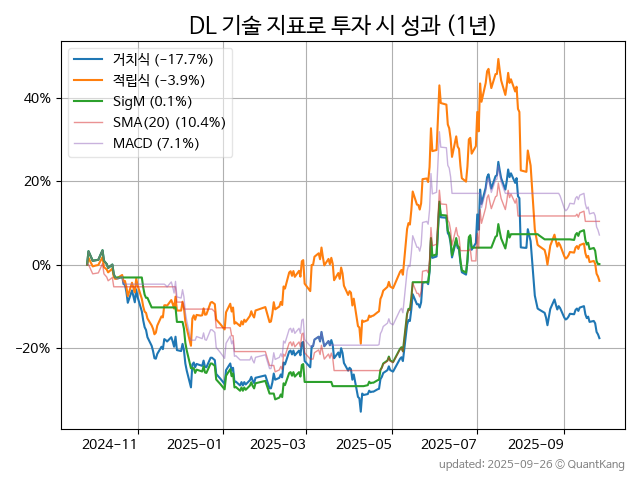 DL 기술 지표로 투자 시 성과 (1년)
거치식 (−17.7%)
적립식 (−3.9%)
SigM (0.1%)
SMA(20) (10.4%)
MACD (7.1%)
40%
20%
0%
−20%
2024-11 2025-01 2025-03 2025-05 2025-07 2025-09
updated: 2025-09-26 © QuantKang